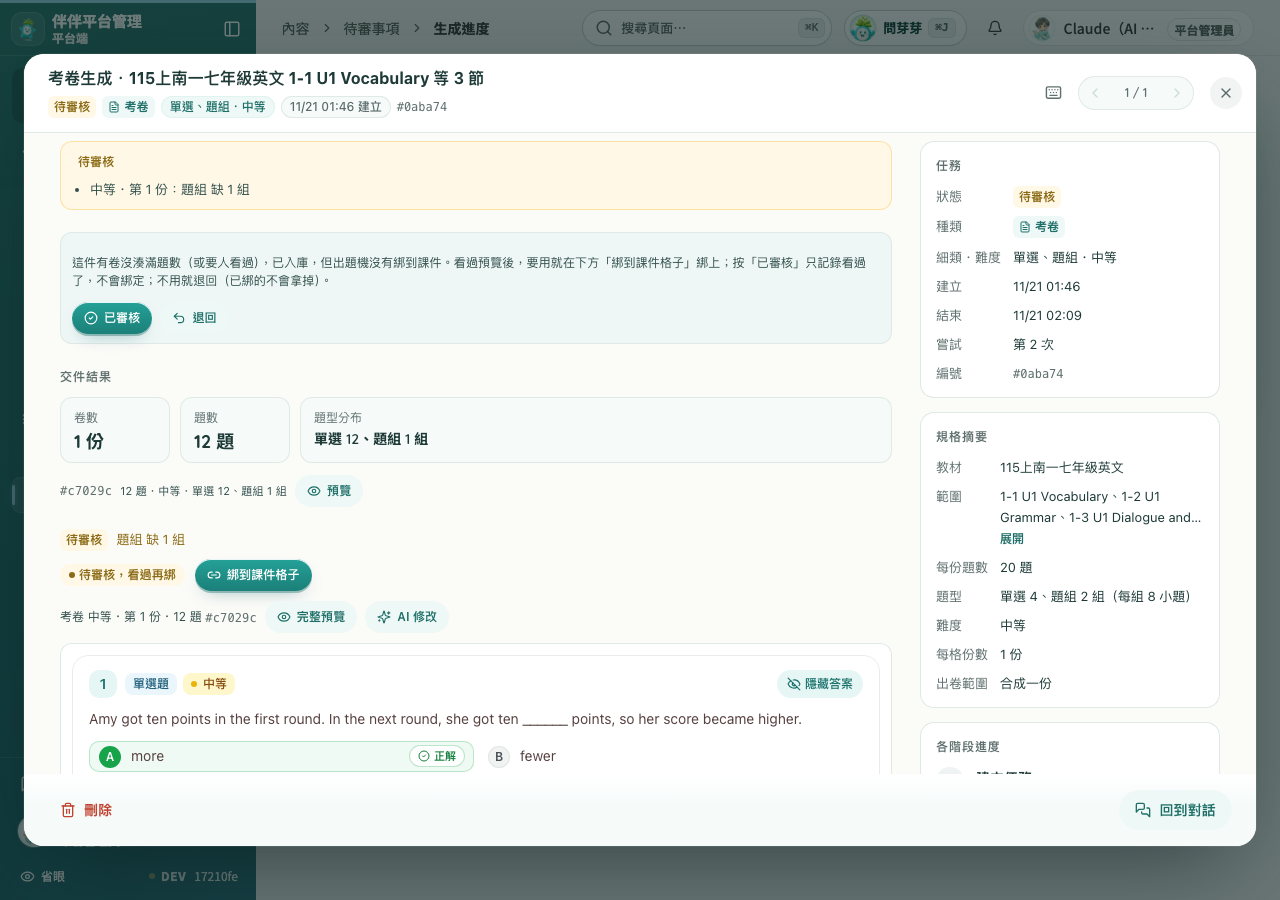 伴伴平台管理
平台端
內容
待審事項
生成進度
搜尋頁面…
⌘K
問芽芽
⌘J
Claude（AI …
平台管理員
考卷生成 · 115上南一七年級英文 1-1 U1 Vocabulary 等 3 節
待審核
考卷
單選、題組 · 中等
11/21 01:46 建立
#0aba74
1 / 1
待審核
• 中等 · 第 1 份：題組 缺 1 組
這件有卷沒湊滿題數（或要人看過），已入庫，但出題機沒有綁到課件。看過預覽後，要用就在下方「綁到課件格子」綁上；按「已審核」只記錄看過
了，不會綁定；不用就退回（已綁的不會拿掉）。
已審核
退回
交件結果
卷數
1 份
題數
12 題
題型分布
單選 12、題組 1 組
#c7029c
12 題 · 中等 · 單選 12、題組 1 組
預覽
待審核
題組 缺 1 組
待審核，看過再綁
綁到課件格子
考卷 中等 · 第 1 份 · 12 題
#c7029c
完整預覽
AI 修改
1
單選題
中等
隱藏答案
Amy got ten points in the first round. In the next round, she got ten ______ points, so her score became higher.
A
more
正解
B
fewer
任務
狀態
待審核
種類
考卷
細類 · 難度
單選、題組 · 中等
建立
11/21 01:46
結束
11/21 02:09
嘗試
第 2 次
編號
#0aba74
規格摘要
教材
115上南一七年級英文
範圍
1-1 U1 Vocabulary、1-2 U1
Grammar、1-3 U1 Dialogue and…
展開
每份題數
20 題
題型
單選 4、題組 2 組（每組 8 小題）
難度
中等
每格份數
1 份
出卷範圍
合成一份
各階段進度
刪除
回到對話
省眼
DEV
17210fe